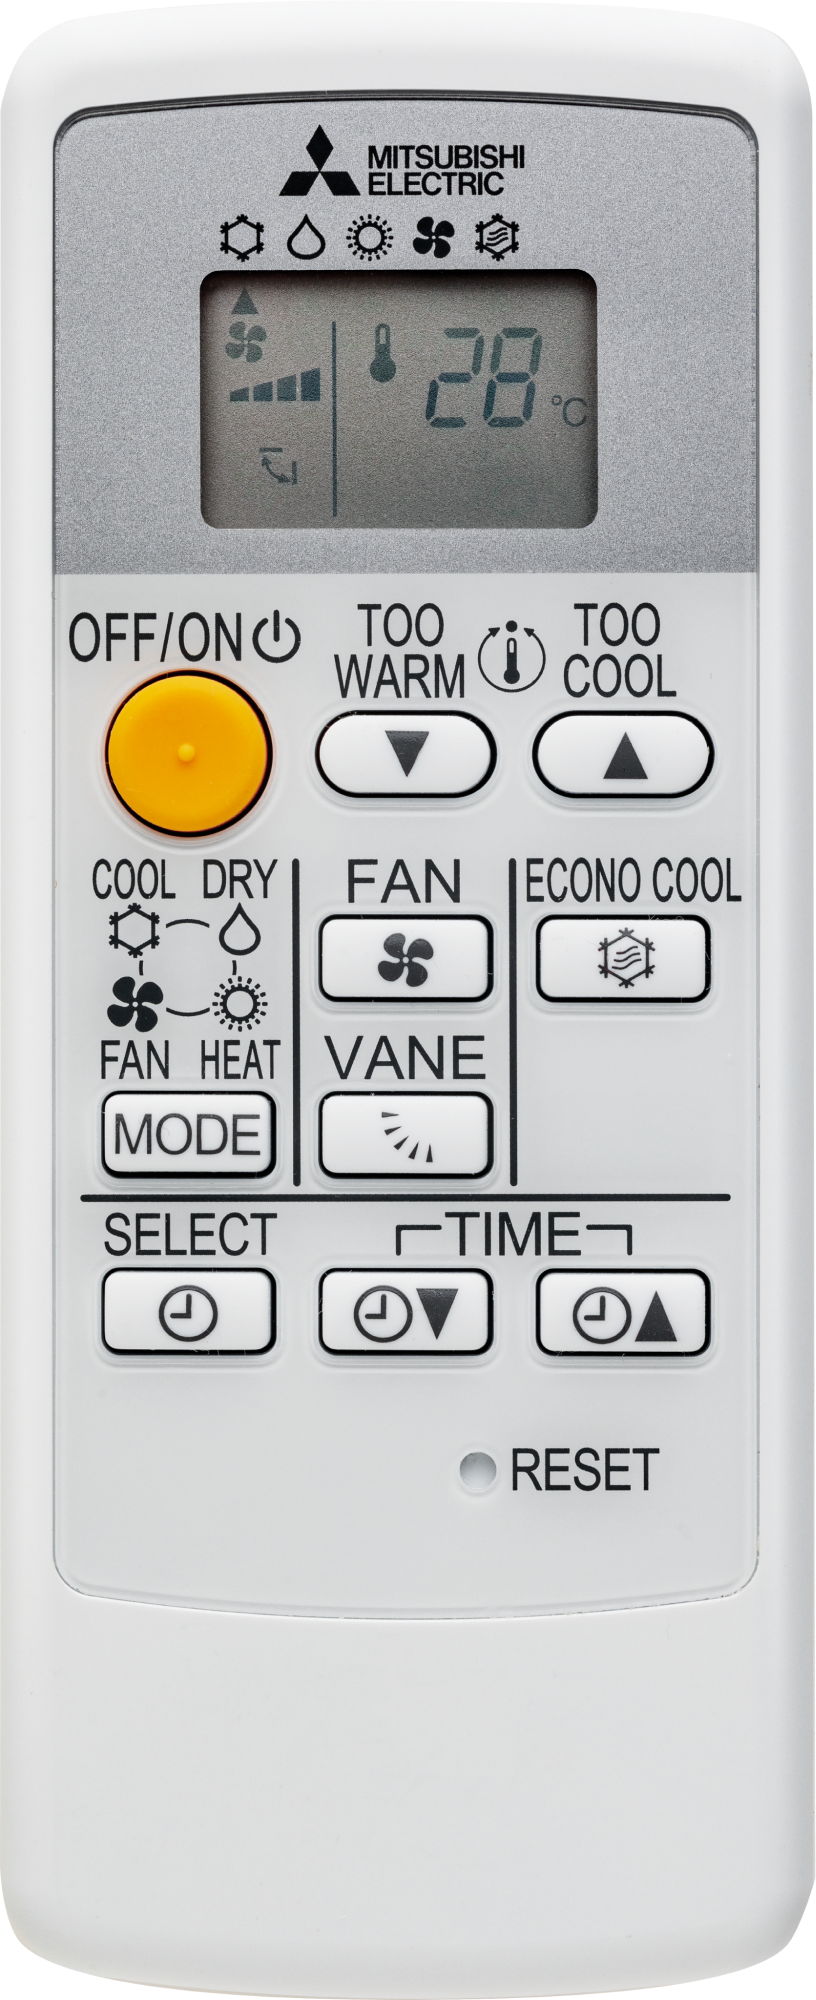 MITSUBISHI
ELECTRIC
28 °C
OFF/ON
TOO
WARM
TOO
COOL
COOL DRY
FAN
ECONO COOL
FAN HEAT
VANE
MODE
SELECT
TIME
RESET